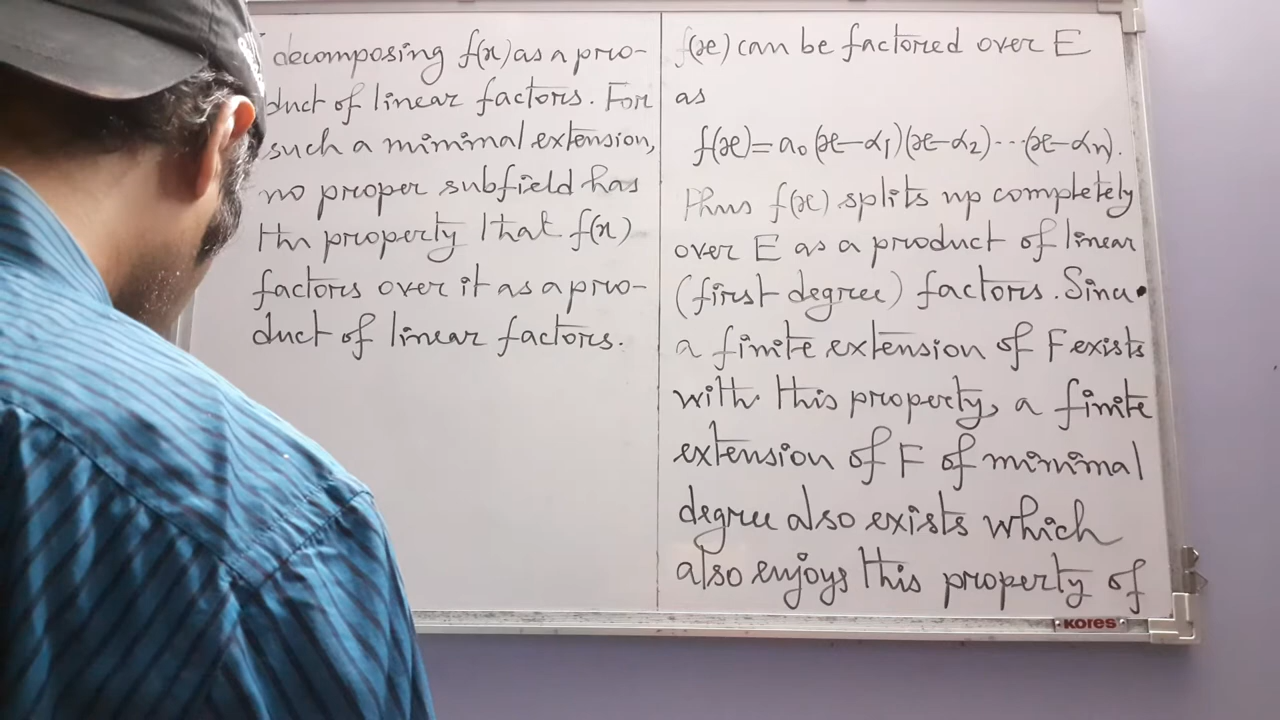 decomposing f(x) as a pro-
duct of linear factors. For
such a minimal extension,
no proper subfield has
the property that f(x)
factors over it as a pro-
duct of linear factors.
f(x) can be factored over E
as
f(x)=a₀(x-α₁)(x-α₂)···(x-αₙ).
Thus f(x) splits up completely
over E as a product of linear
(first degree) factors. Since
a finite extension of F exists
with this property, a finite
extension of F of minimal
degree also exists which
also enjoys this property of
KORES